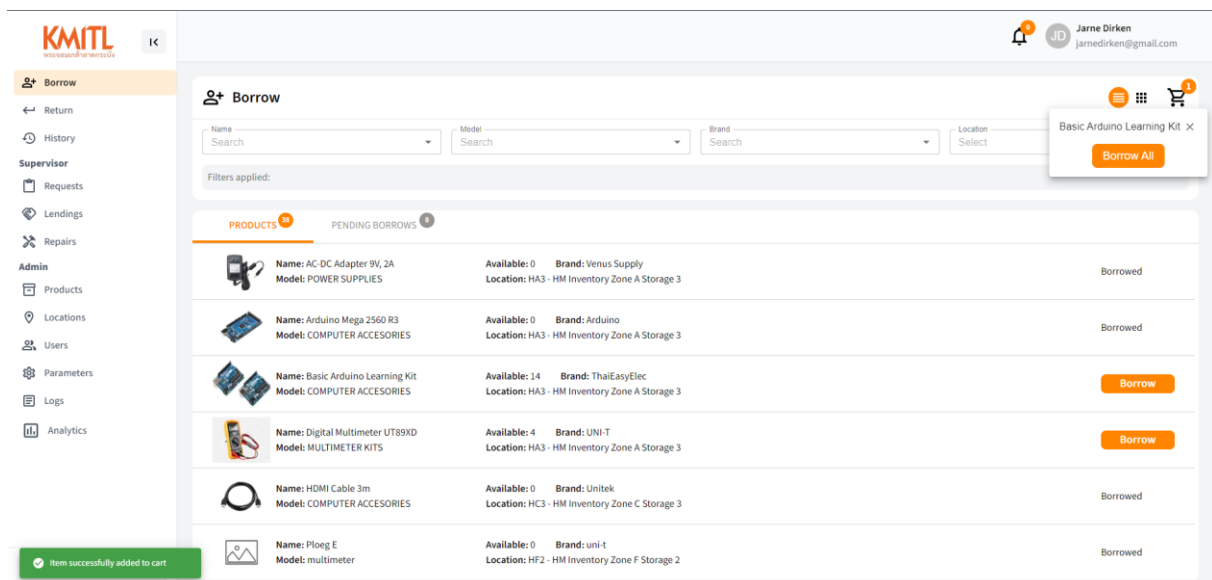 KMITL
Borrow
Return
History
Supervisor
Requests
Lendings
Repairs
Admin
Products
Locations
Users
Parameters
Logs
Analytics
0
JD
Jarne Dirken
jarnedirken@gmail.com
Borrow
1
Name
Search
Model
Search
Brand
Search
Location
Select
Basic Arduino Learning Kit ×
Borrow All
Filters applied:
PRODUCTS 38
PENDING BORROWS 8
Name: AC-DC Adapter 9V, 2A Available: 0 Brand: Venus Supply
Model: POWER SUPPLIES Location: HA3 - HM Inventory Zone A Storage 3
Borrowed
Name: Arduino Mega 2560 R3 Available: 0 Brand: Arduino
Model: COMPUTER ACCESORIES Location: HA3 - HM Inventory Zone A Storage 3
Borrowed
Name: Basic Arduino Learning Kit Available: 14 Brand: ThaiEasyElec
Model: COMPUTER ACCESORIES Location: HA3 - HM Inventory Zone A Storage 3
Borrow
Name: Digital Multimeter UT89XD Available: 4 Brand: UNI-T
Model: MULTIMETER KITS Location: HA3 - HM Inventory Zone A Storage 3
Borrow
Name: HDMI Cable 3m Available: 0 Brand: Unitek
Model: COMPUTER ACCESORIES Location: HC3 - HM Inventory Zone C Storage 3
Borrowed
Name: Ploeg E Available: 0 Brand: uni-t
Model: multimeter Location: HF2 - HM Inventory Zone F Storage 2
Borrowed
Item successfully added to cart